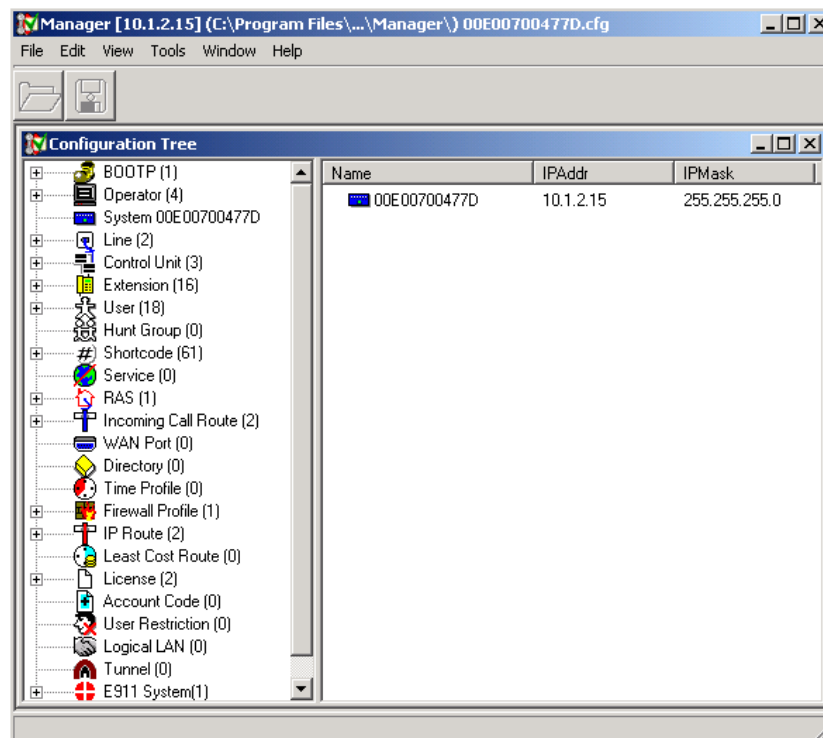 Manager [10.1.2.15] (C:\Program Files\...\Manager\) 00E00700477D.cfg
File Edit View Tools Window Help
Configuration Tree
BOOTP (1)
Operator (4)
System 00E00700477D
Line (2)
Control Unit (3)
Extension (16)
User (18)
Hunt Group (0)
Shortcode (61)
Service (0)
RAS (1)
Incoming Call Route (2)
WAN Port (0)
Directory (0)
Time Profile (0)
Firewall Profile (1)
IP Route (2)
Least Cost Route (0)
License (2)
Account Code (0)
User Restriction (0)
Logical LAN (0)
Tunnel (0)
E911 System(1)
Name IPAddr IPMask
00E00700477D 10.1.2.15 255.255.255.0